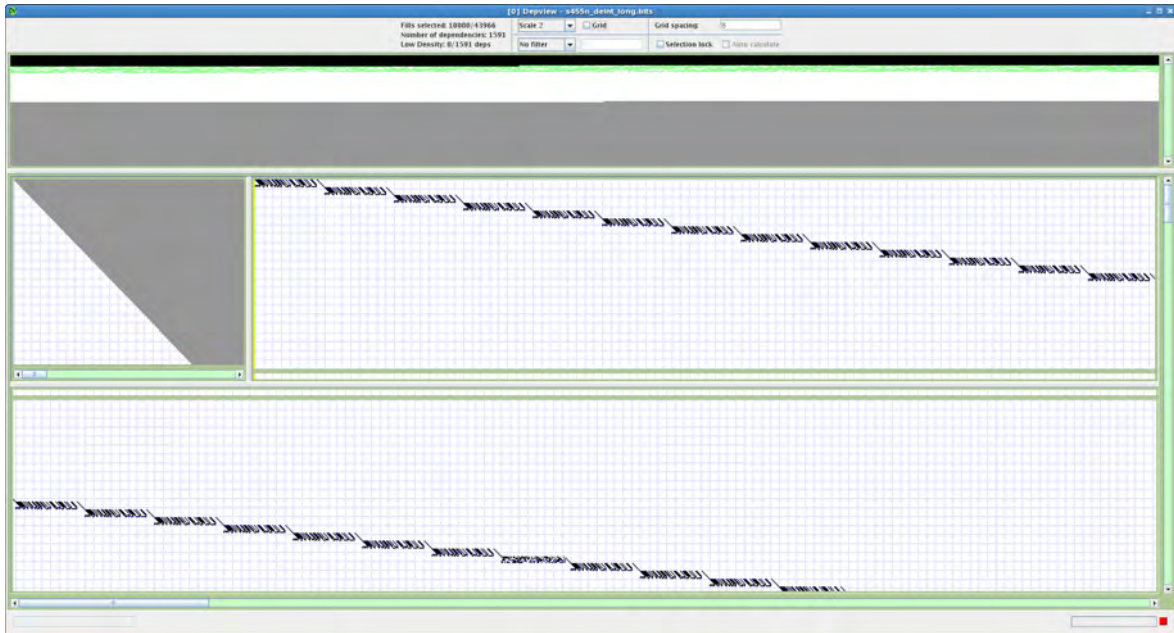 [0] Depview - s455n_deint_long.bits
Fills selected: 10800/43966
Number of dependencies: 1591
Low Density: 0/1591 deps
Scale 2
Grid
Grid spacing:
No filter
Selection lock
Auto calculate